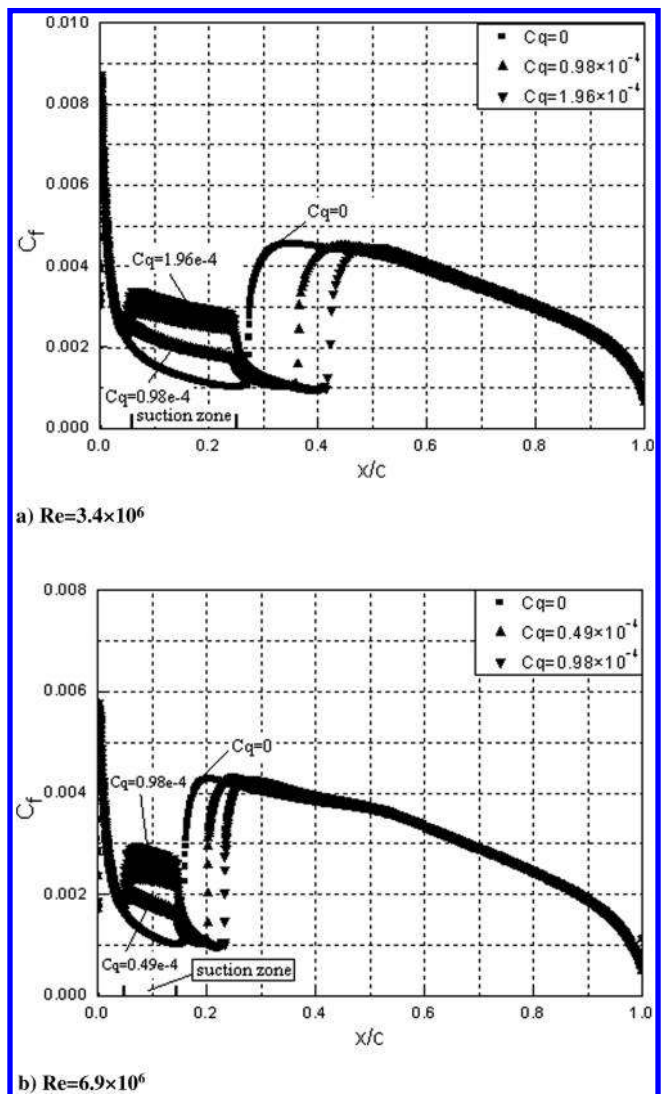 0.010
0.008
0.006
0.004
0.002
0.000
Cf
Cq=0
Cq=0.98×10⁻⁴
Cq=1.96×10⁻⁴
Cq=0
Cq=1.96e-4
Cq=0.98e-4
suction zone
0.0 0.2 0.4 0.6 0.8 1.0
x/c
a) Re=3.4×10⁶
0.008
0.006
0.004
0.002
0.000
Cf
Cq=0
Cq=0.49×10⁻⁴
Cq=0.98×10⁻⁴
Cq=0
Cq=0.98e-4
Cq=0.49e-4
suction zone
0.0 0.2 0.4 0.6 0.8 1.0
x/c
b) Re=6.9×10⁶